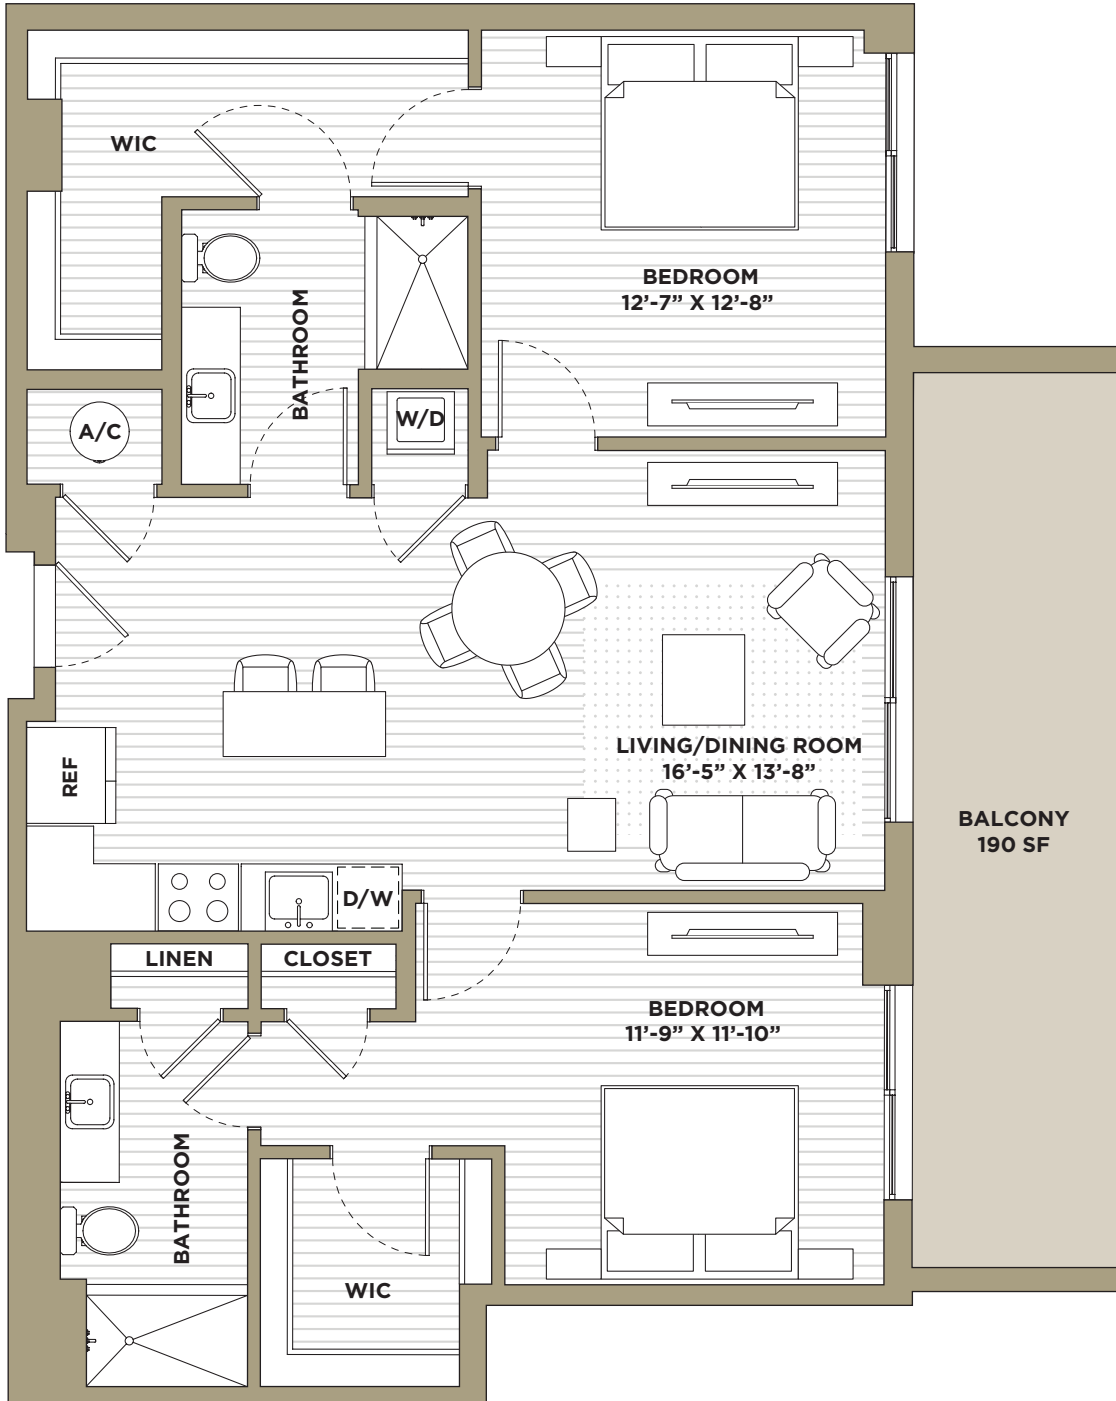 WIC
BEDROOM
12’-7” X 12’-8”
BATHROOM
A/C
W/D
LIVING/DINING ROOM
16’-5” X 13’-8”
REF
BALCONY
190 SF
D/W
LINEN
CLOSET
BEDROOM
11’-9” X 11’-10”
BATHROOM
WIC